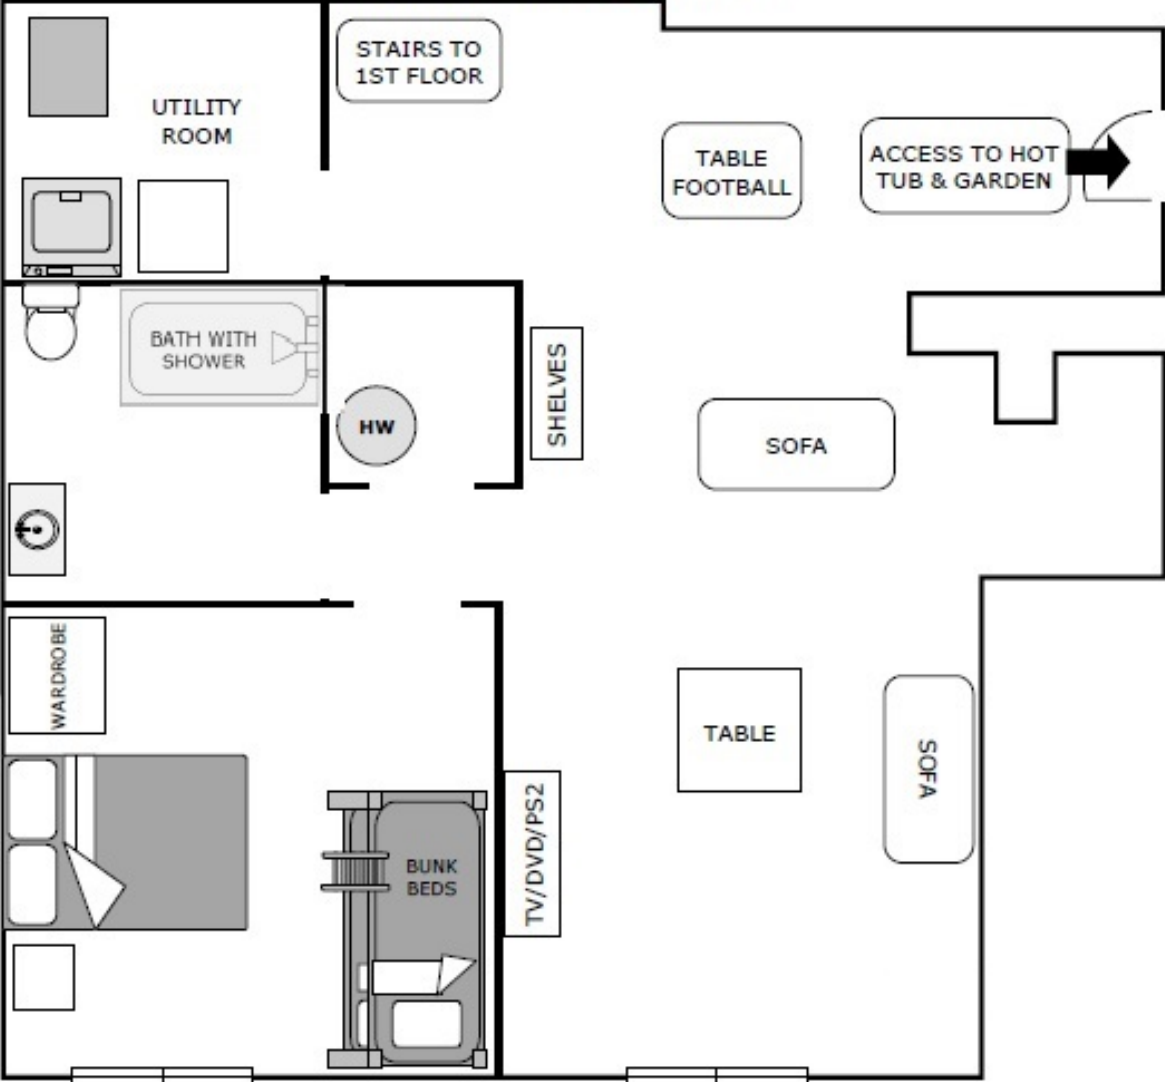 STAIRS TO
1ST FLOOR
UTILITY
ROOM
TABLE
FOOTBALL
ACCESS TO HOT
TUB & GARDEN
BATH WITH
SHOWER
SHELVES
HW
SOFA
WARDROBE
TABLE
SOFA
TV/DVD/PS2
BUNK
BEDS